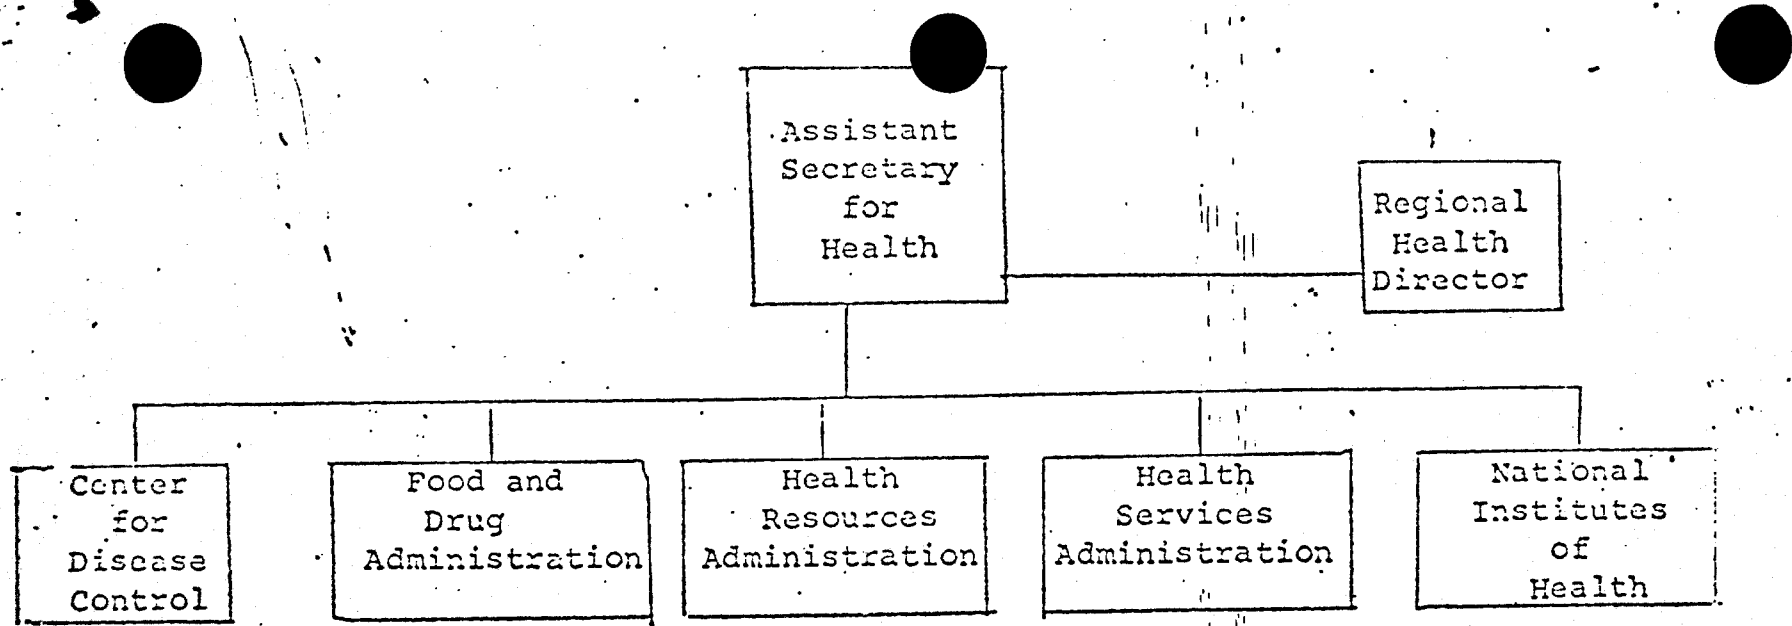 Assistant
Secretary
for
Health
Regional
Health
Director
Center
for
Disease
Control
Food and
Drug
Administration
Health
Resources
Administration
Health
Services
Administration
National
Institutes
of
Health